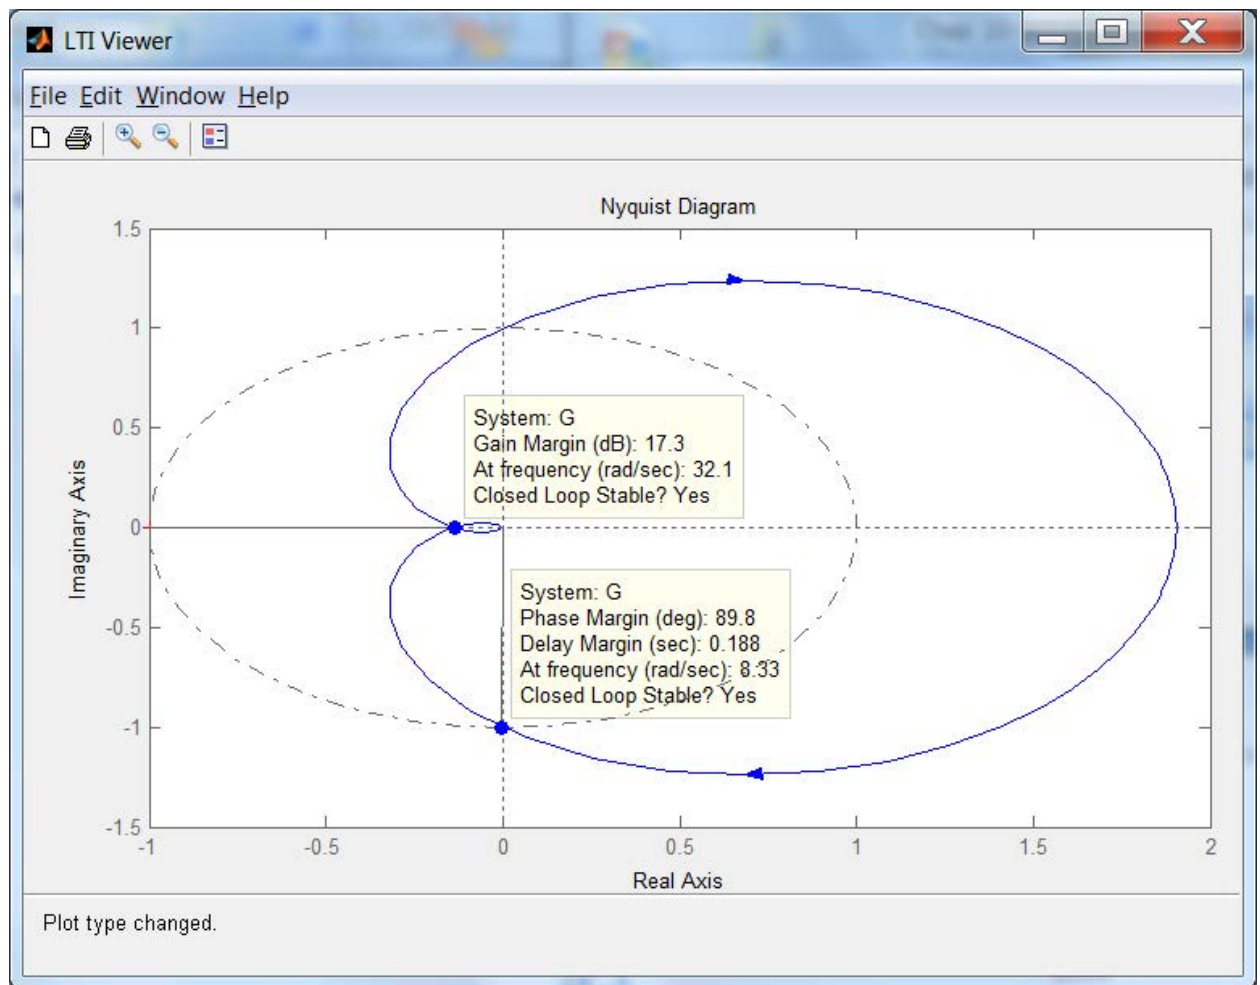 LTI Viewer
File Edit Window Help
Nyquist Diagram
1.5
1
0.5
0
-0.5
-1
-1.5
Imaginary Axis
System: G
Gain Margin (dB): 17.3
At frequency (rad/sec): 32.1
Closed Loop Stable? Yes
System: G
Phase Margin (deg): 89.8
Delay Margin (sec): 0.188
At frequency (rad/sec): 8.33
Closed Loop Stable? Yes
-1 -0.5 0 0.5 1 1.5 2
Real Axis
Plot type changed.